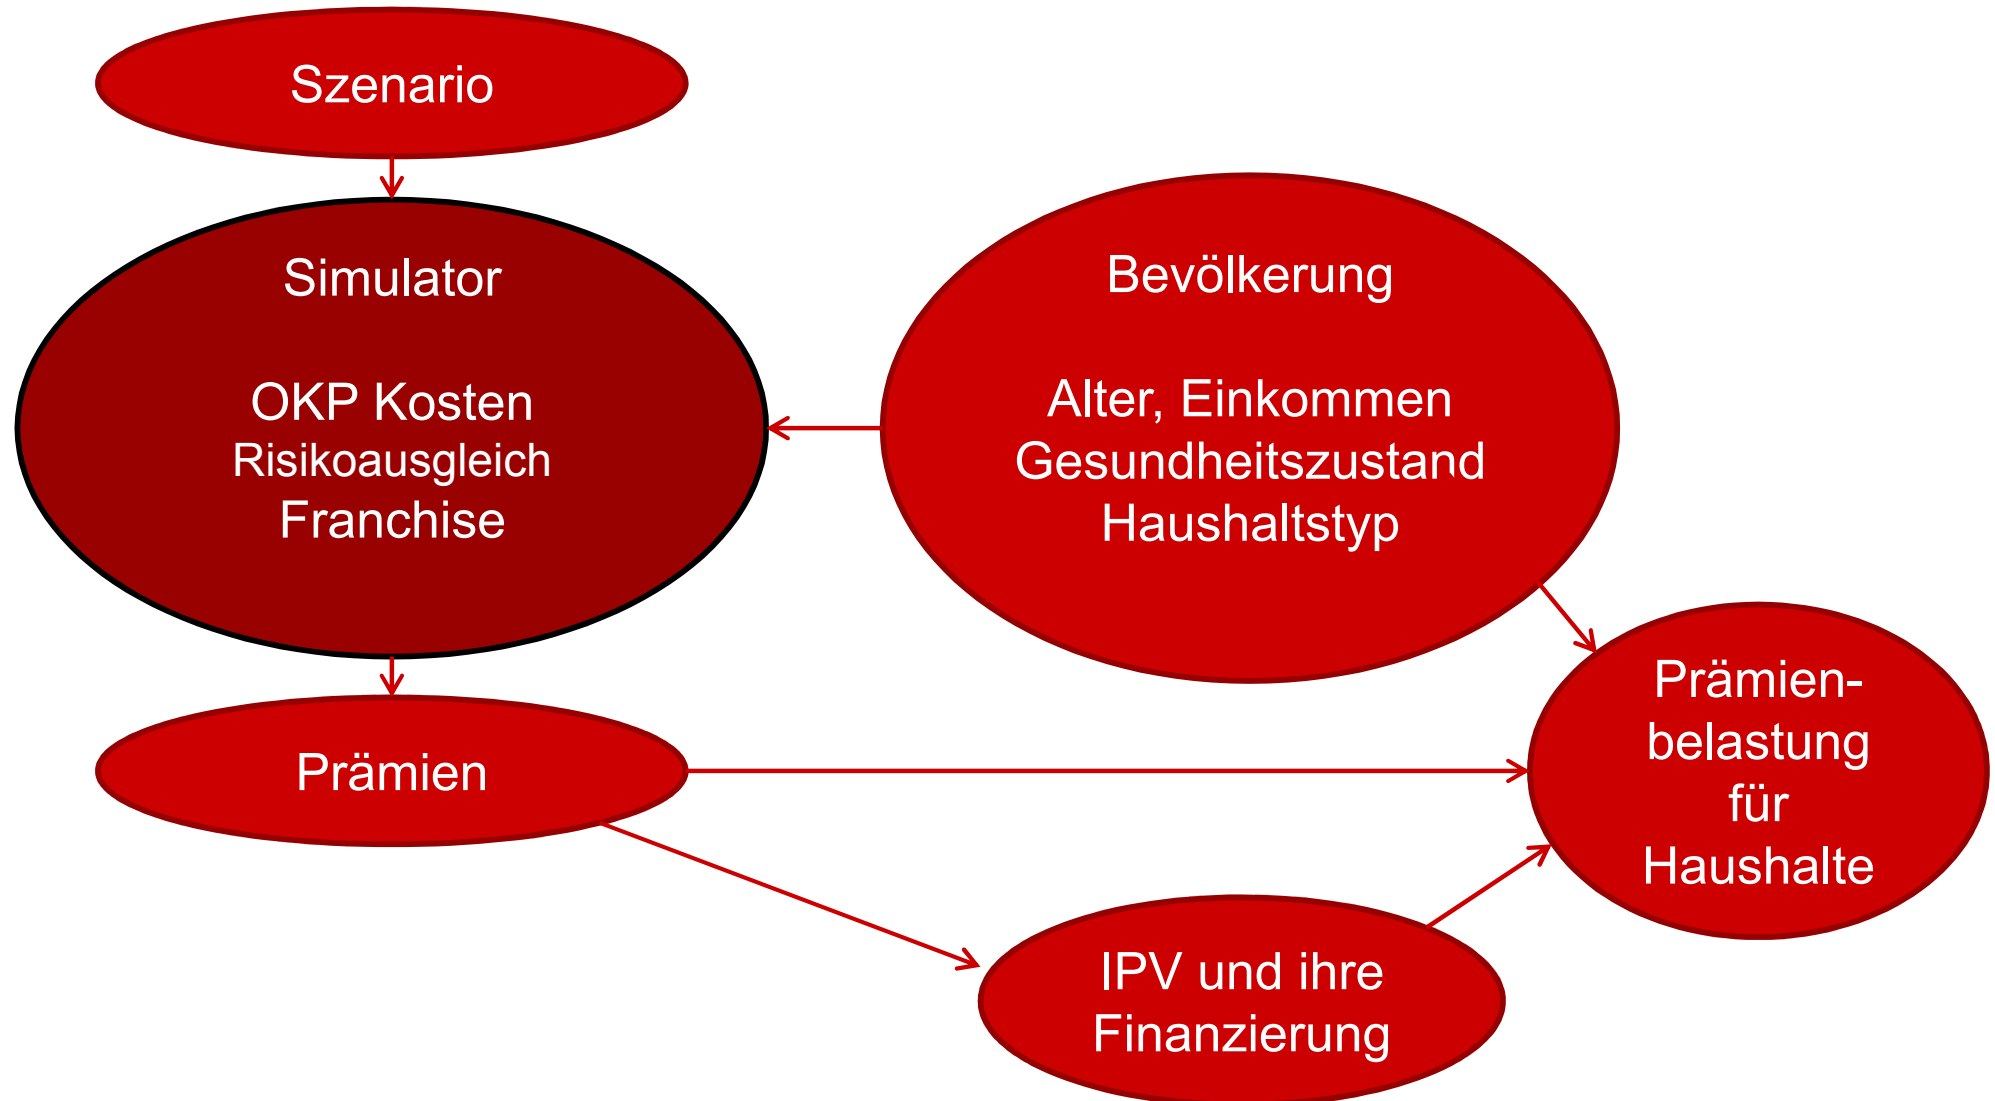 Szenario
Simulator
OKP Kosten
Risikoausgleich
Franchise
Bevölkerung
Alter, Einkommen
Gesundheitszustand
Haushaltstyp
Prämien
Prämien-
belastung
für
Haushalte
IPV und ihre
Finanzierung